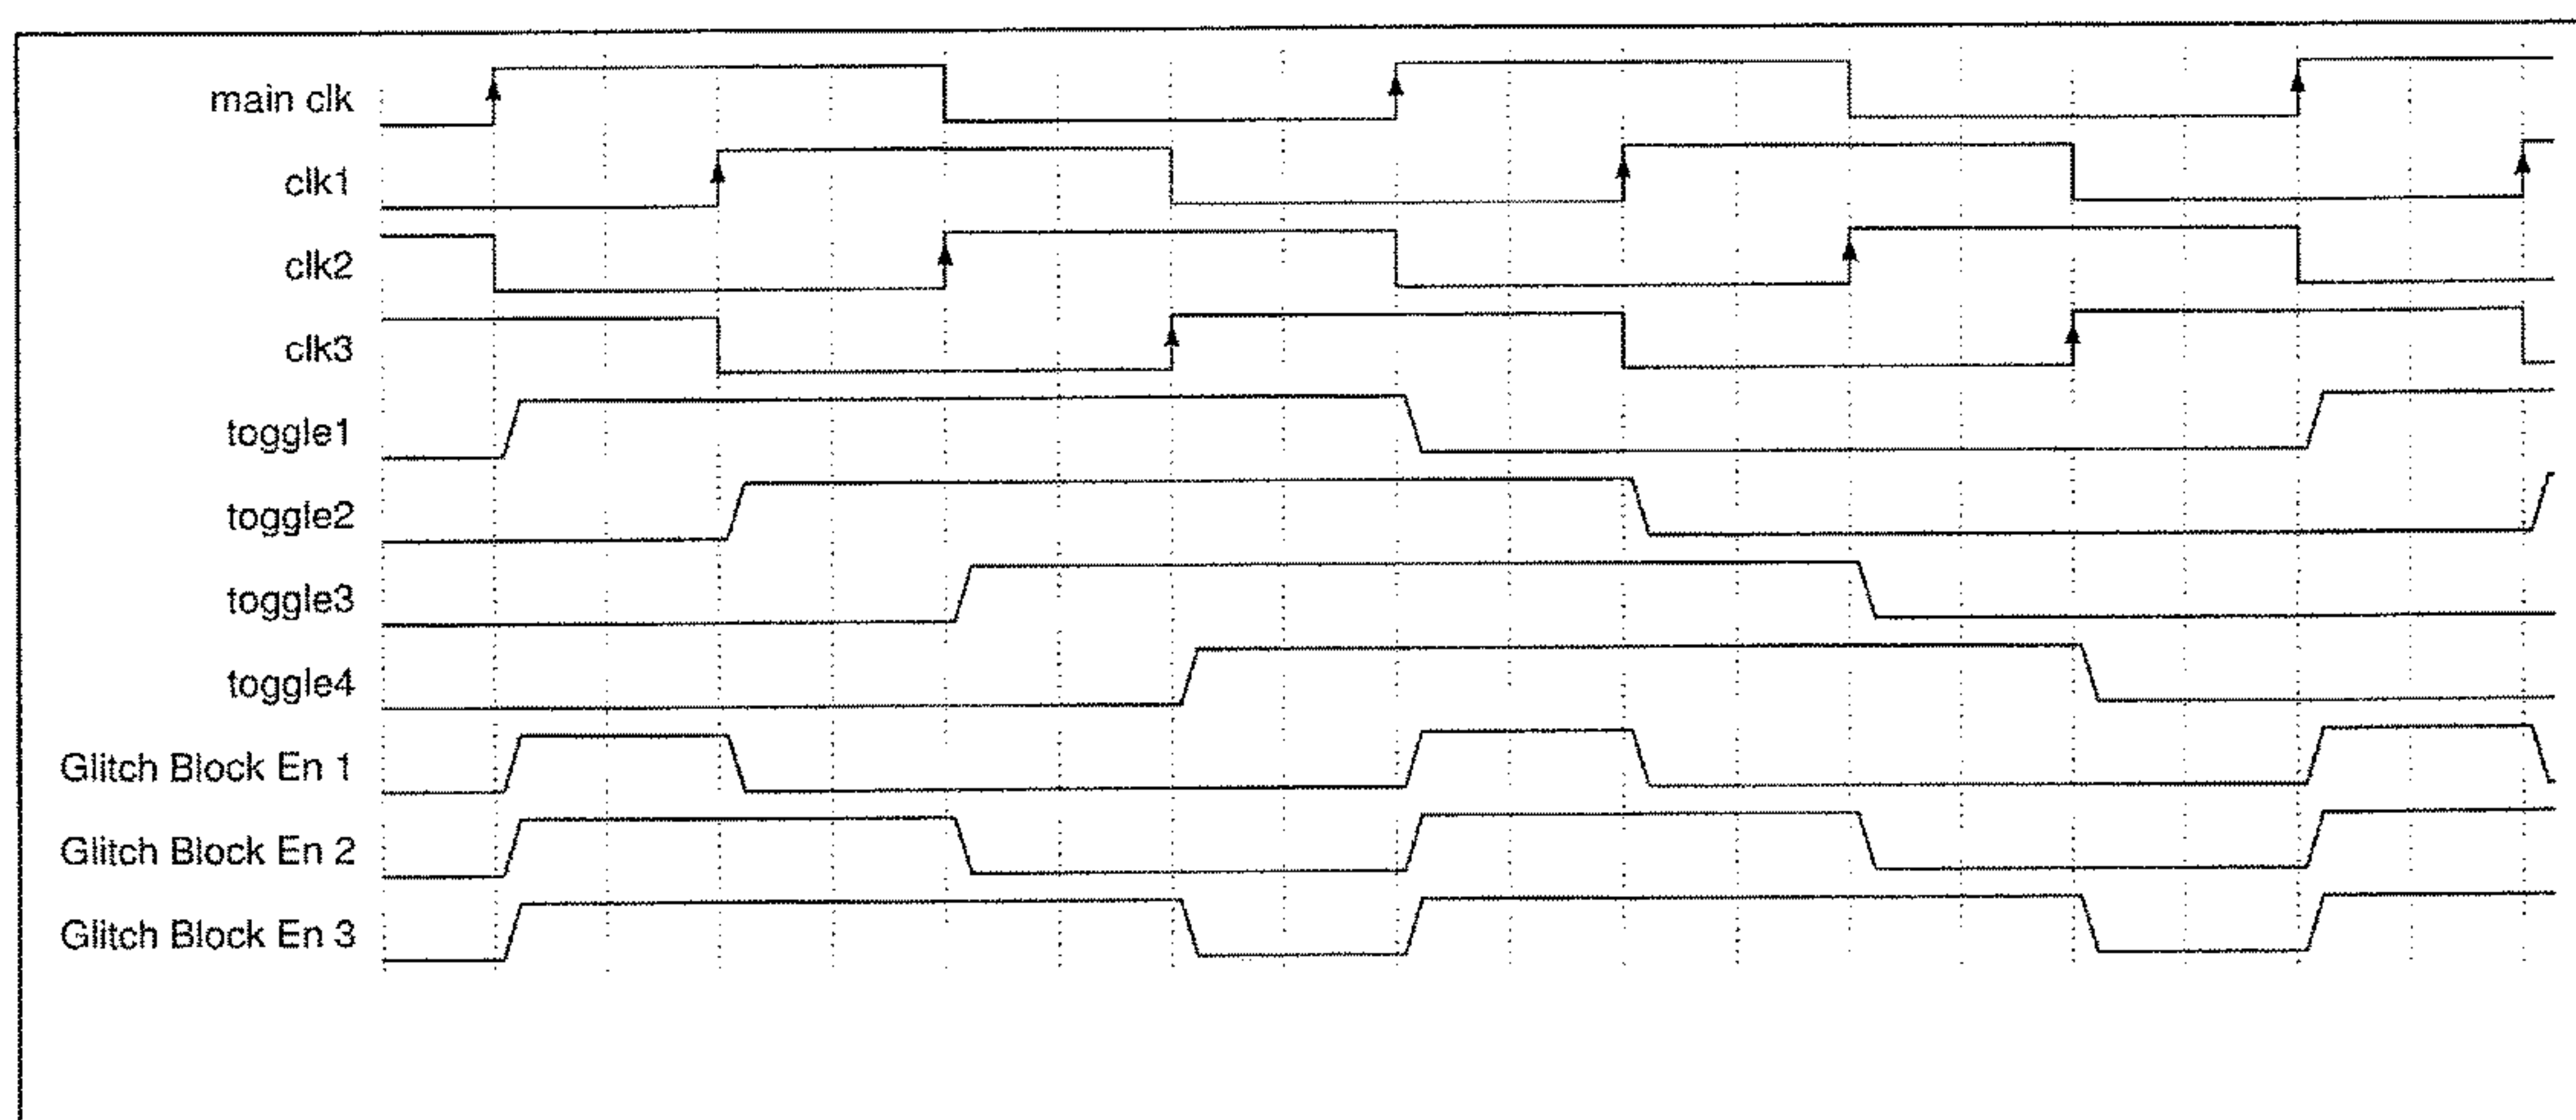 main clk
clk1
clk2
clk3
toggle1
toggle2
toggle3
toggle4
Glitch Block En 1
Glitch Block En 2
Glitch Block En 3